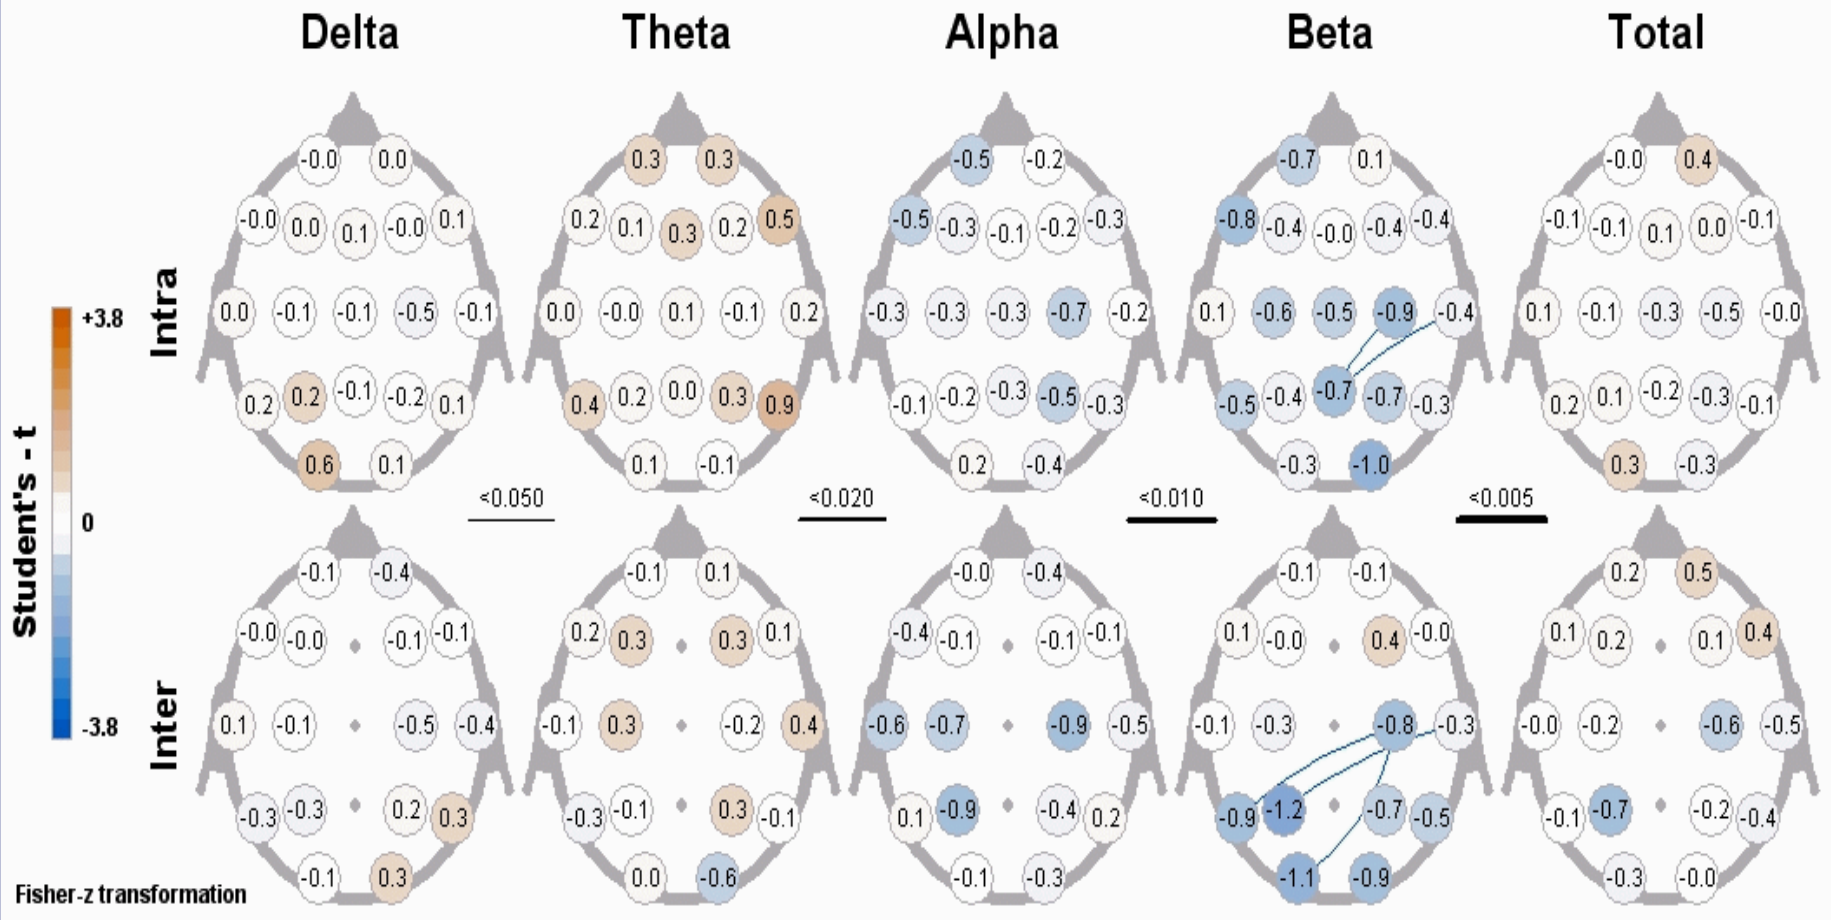 Delta Theta Alpha Beta Total
Intra
-0.0 0.0 0.3 0.3 -0.5 -0.2 -0.7 0.1 -0.0 0.4
-0.0 0.0 0.1 -0.0 0.1 0.2 0.1 0.3 0.2 0.5 -0.5 -0.3 -0.1 -0.2 -0.3 -0.8 -0.4 -0.0 -0.4 -0.4 -0.1 -0.1 0.1 0.0 -0.1
0.0 -0.1 -0.1 -0.5 -0.1 0.0 -0.0 0.1 -0.1 0.2 -0.3 -0.3 -0.3 -0.7 -0.2 0.1 -0.6 -0.5 -0.9 -0.4 0.1 -0.1 -0.3 -0.5 -0.0
0.2 0.2 -0.1 -0.2 0.1 0.4 0.2 0.0 0.3 0.9 -0.1 -0.2 -0.3 -0.5 -0.3 -0.5 -0.4 -0.7 -0.7 -0.3 0.2 0.1 -0.2 -0.3 -0.1
0.6 0.1 0.1 -0.1 0.2 -0.4 -0.3 -1.0 0.3 -0.3
<0.050 <0.020 <0.010 <0.005
Inter
-0.1 -0.4 -0.1 0.1 -0.0 -0.4 -0.1 -0.1 0.2 0.5
-0.0 -0.0 -0.1 -0.1 0.2 0.3 0.3 0.1 -0.4 -0.1 -0.1 -0.1 0.1 -0.0 0.4 -0.0 0.1 0.2 0.1 0.4
0.1 -0.1 -0.5 -0.4 -0.1 0.3 -0.2 0.4 -0.6 -0.7 -0.9 -0.5 -0.1 -0.3 -0.8 -0.3 -0.0 -0.2 -0.6 -0.5
-0.3 -0.3 0.2 0.3 -0.3 -0.1 0.3 -0.1 0.1 -0.9 -0.4 0.2 -0.9 -1.2 -0.7 -0.5 -0.1 -0.7 -0.2 -0.4
-0.1 0.3 0.0 -0.6 -0.1 -0.3 -1.1 -0.9 -0.3 -0.0
Student's - t
+3.8
0
-3.8
Fisher-z transformation